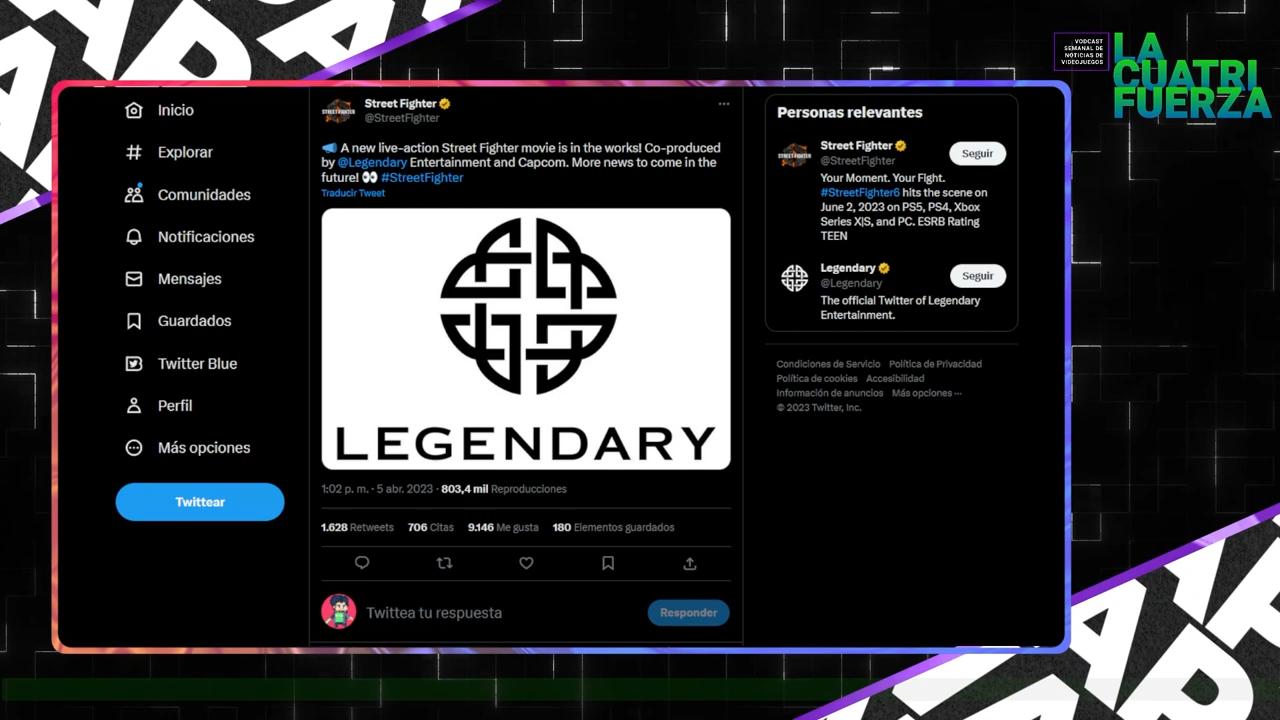 VODCAST
SEMANAL DE
NOTICIAS DE
VIDEOJUEGOS
LA
CUATRI
FUERZA
Inicio
Explorar
Comunidades
Notificaciones
Mensajes
Guardados
Twitter Blue
Perfil
Más opciones
Twittear
Street Fighter
@StreetFighter
A new live-action Street Fighter movie is in the works! Co-produced
by @Legendary Entertainment and Capcom. More news to come in the
future! 👀 #StreetFighter
Traducir Tweet
LEGENDARY
1:02 p. m. · 5 abr. 2023 · 803,4 mil Reproducciones
1.628 Retweets 706 Citas 9.146 Me gusta 180 Elementos guardados
Twittea tu respuesta
Responder
Personas relevantes
STREET FIGHTER
Street Fighter
@StreetFighter
Seguir
Your Moment. Your Fight.
#StreetFighter6 hits the scene on
June 2, 2023 on PS5, PS4, Xbox
Series X|S, and PC. ESRB Rating
TEEN
Legendary
@Legendary
Seguir
The official Twitter of Legendary
Entertainment.
Condiciones de Servicio Política de Privacidad
Política de cookies Accesibilidad
Información de anuncios Más opciones ···
© 2023 Twitter, Inc.